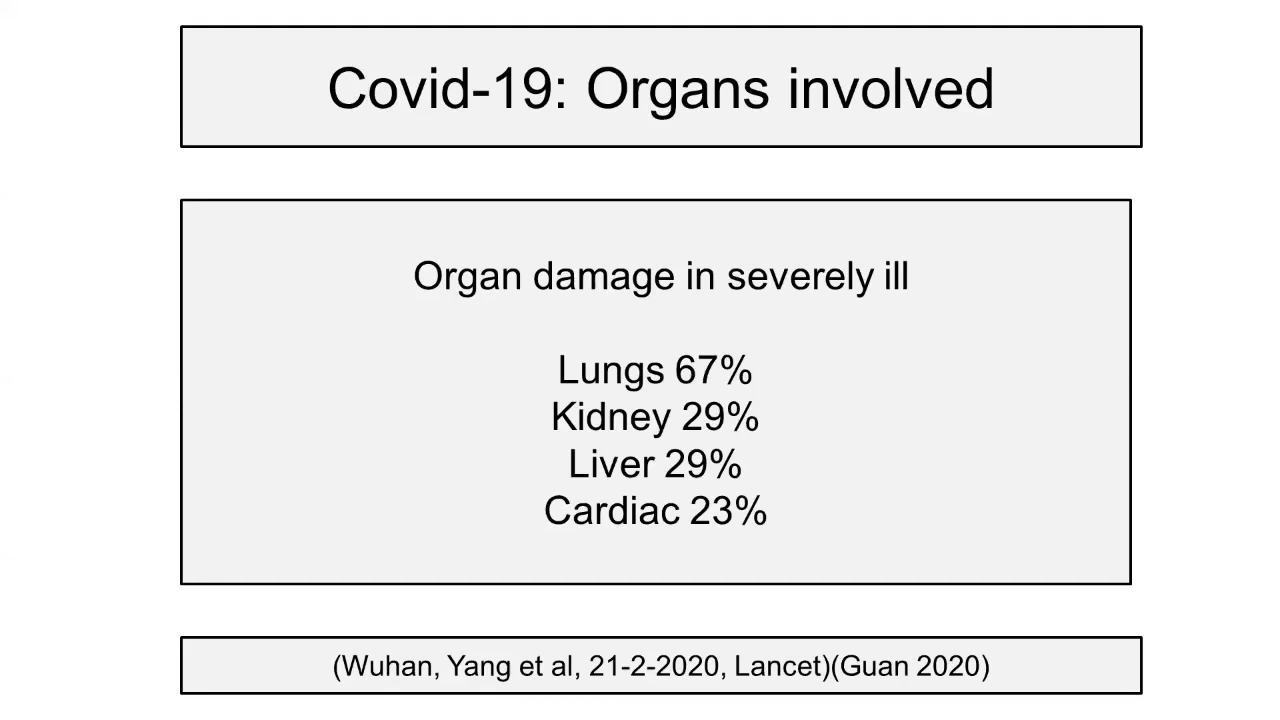 Covid-19: Organs involved
Organ damage in severely ill
Lungs 67%
Kidney 29%
Liver 29%
Cardiac 23%
(Wuhan, Yang et al, 21-2-2020, Lancet)(Guan 2020)